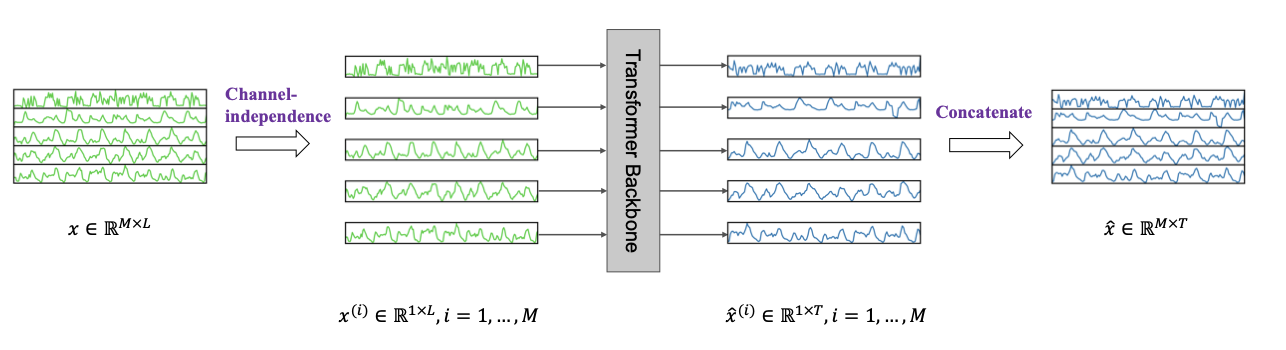 Channel-
independence
Transformer Backbone
Concatenate
x ∈ ℝ^{M×L}
x̂ ∈ ℝ^{M×T}
x^{(i)} ∈ ℝ^{1×L}, i = 1, ..., M
x̂^{(i)} ∈ ℝ^{1×T}, i = 1, ..., M